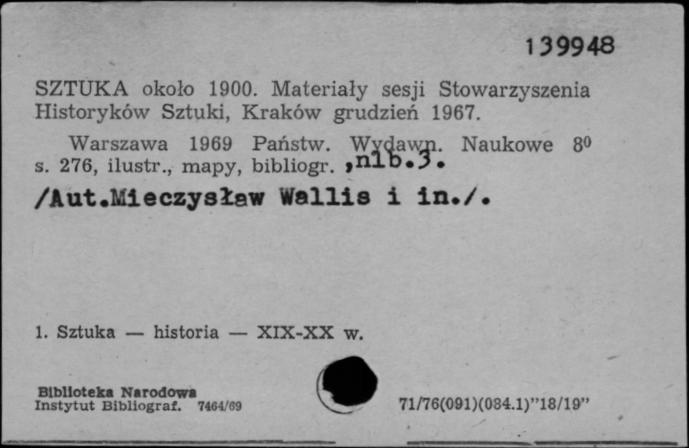 139948
SZTUKA około 1900. Materiały sesji Stowarzyszenia
Historyków Sztuki, Kraków grudzień 1967.
Warszawa 1969 Państw. Wydawn. Naukowe 8⁰
s. 276, ilustr., mapy, bibliogr. ,nlb.3.
/Aut.Mieczysław Wallis i in./.
1. Sztuka — historia — XIX-XX w.
Biblioteka Narodowa
Instytut Bibliograf. 7464/69
71/76(091)(084.1)”18/19”